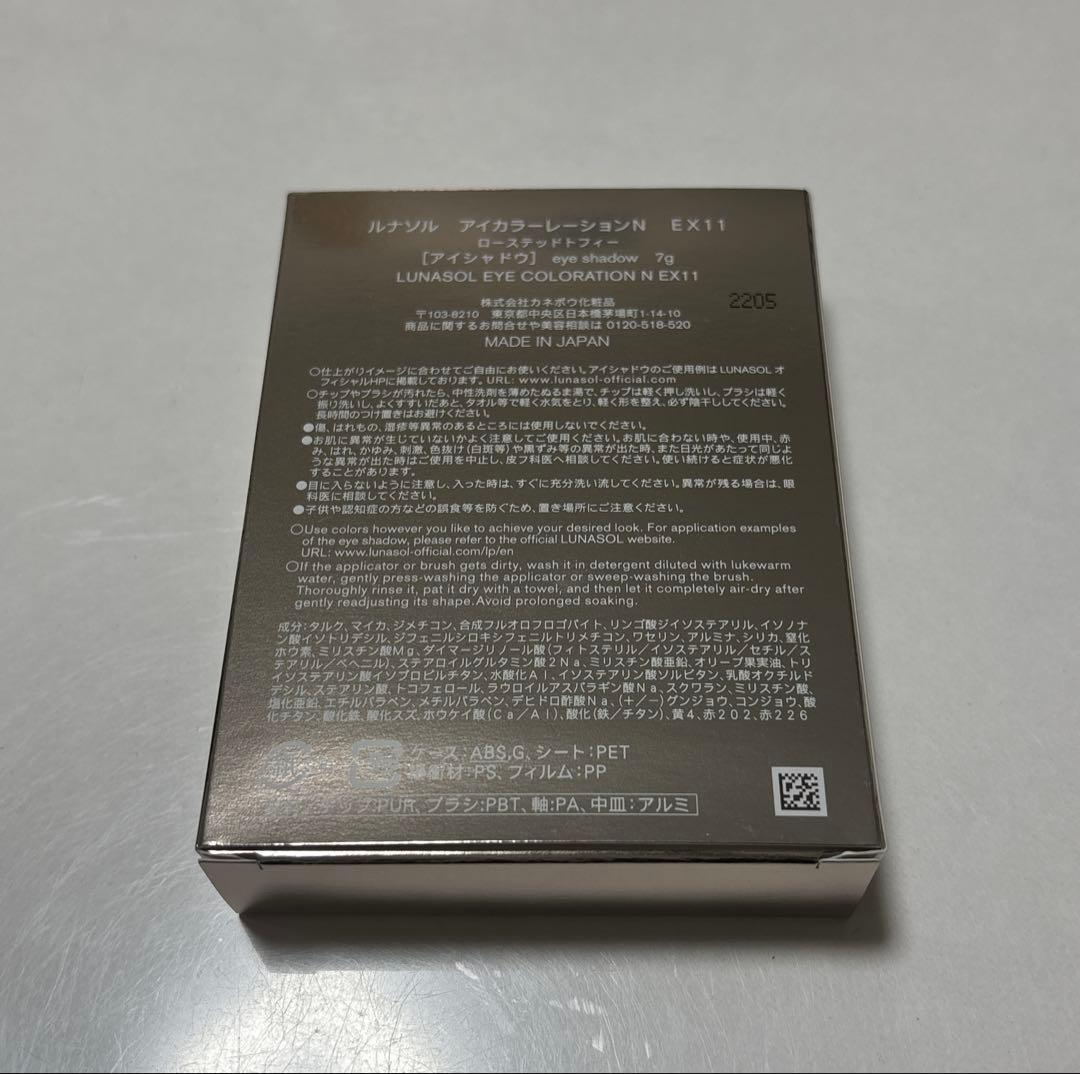 ルナソル アイカラーレーションN EX11
ローステッドトフィー
[アイシャドウ] eye shadow 7g
LUNASOL EYE COLORATION N EX11
株式会社カネボウ化粧品
2205
〒103-8210 東京都中央区日本橋茅場町1-14-10
商品に関するお問合せや美容相談は 0120-518-520
MADE IN JAPAN
○仕上がりイメージに合わせてご自由にお使いください。アイシャドウのご使用例は LUNASOL オ
フィシャルHPに掲載しております。URL: www.lunasol-official.com
○チップやブラシが汚れたら、中性洗剤を薄めたぬるま湯で、チップは軽く押し洗いし、ブラシは軽く
振り洗いし、よくすすいだあと、タオル等で軽く水気をとり、軽く形を整え、必ず陰干ししてください。
長時間のつけ置きはお避けください。
●傷、はれもの、湿疹等異常のあるところには使用しないでください。
●お肌に異常が生じていないかよく注意してご使用ください。お肌に合わない時や、使用中、赤
み、はれ、かゆみ、刺激、色抜け(白斑等)や黒ずみ等の異常が出た時、また日光があたって同じよ
うな異常が出た時はご使用を中止し、皮フ科医へ相談してください。使い続けると症状が悪化
することがあります。
●目に入らないように注意し、入った時は、すぐに充分洗い流してください。異常が残る場合は、眼
科医に相談してください。
●子供や認知症の方などの誤食等を防ぐため、置き場所にご注意ください。
○Use colors however you like to achieve your desired look. For application examples
of the eye shadow, please refer to the official LUNASOL website.
URL: www.lunasol-official.com/lp/en
○If the applicator or brush gets dirty, wash it in detergent diluted with lukewarm
water, gently press-washing the applicator or sweep-washing the brush.
Thoroughly rinse it, pat it dry with a towel, and then let it completely air-dry after
gently readjusting its shape. Avoid prolonged soaking.
成分:タルク、マイカ、ジメチコン、合成フルオロフロゴパイト、リンゴ酸ジイソステアリル、イソノナ
ン酸イソトリデシル、ジフェニルシロキシフェニルトリメチコン、ワセリン、アルミナ、シリカ、窒化
ホウ素、ミリスチン酸Mg、ダイマージリノール酸(フィトステリル/イソステアリル/セチル/ス
テアリル/ベヘニル)、ステアロイルグルタミン酸2Na、ミリスチン酸亜鉛、オリーブ果実油、トリ
イソステアリン酸イソプロピルチタン、水酸化Al、イソステアリン酸ソルビタン、乳酸オクチルド
デシル、ステアリン酸、トコフェロール、ラウロイルアスパラギン酸Na、スクワラン、ミリスチン酸、
塩化亜鉛、エチルパラベン、メチルパラベン、デヒドロ酢酸Na、(+/-)グンジョウ、コンジョウ、酸
化チタン、酸化鉄、酸化スズ、ホウケイ酸(Ca/Al)、酸化(鉄/チタン)、黄4、赤202、赤226
ケース:ABS,G、シート:PET
緩衝材:PS、フィルム:PP
チップ:PUR、ブラシ:PBT、軸:PA、中皿:アルミ